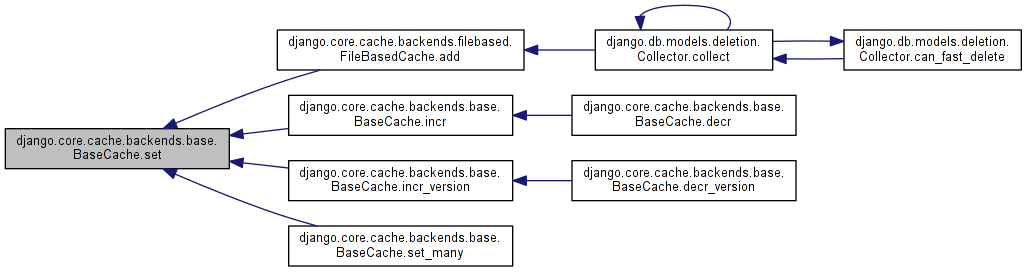 django.core.cache.backends.filebased.
FileBasedCache.add
django.db.models.deletion.
Collector.collect
django.db.models.deletion.
Collector.can_fast_delete
django.core.cache.backends.base.
BaseCache.incr
django.core.cache.backends.base.
BaseCache.decr
django.core.cache.backends.base.
BaseCache.set
django.core.cache.backends.base.
BaseCache.incr_version
django.core.cache.backends.base.
BaseCache.decr_version
django.core.cache.backends.base.
BaseCache.set_many